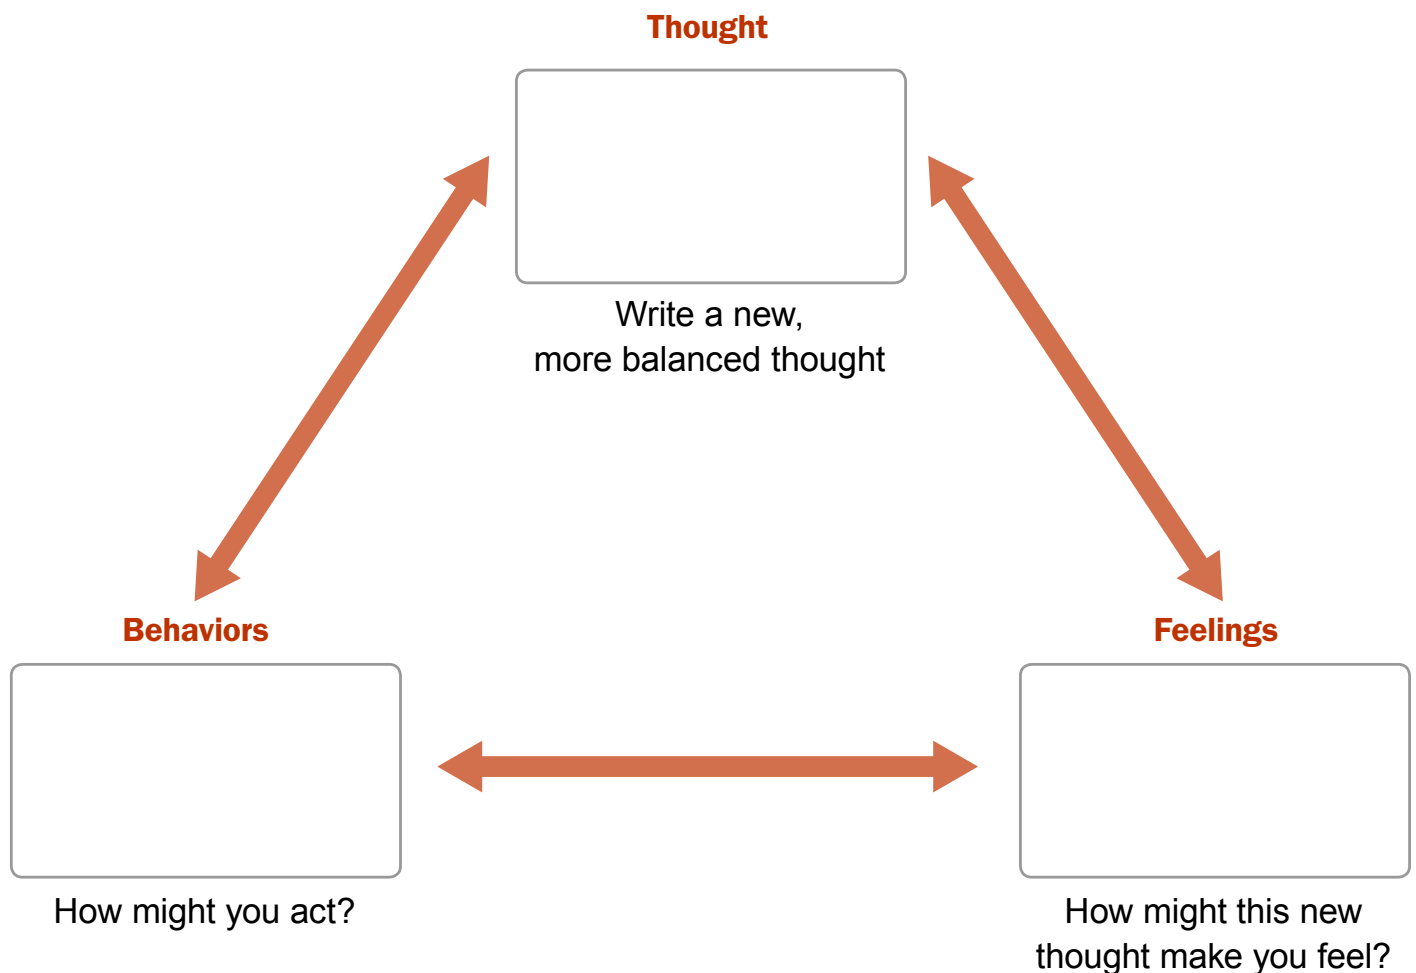 Thought
Write a new,
more balanced thought
Behaviors
Feelings
How might you act?
How might this new
thought make you feel?